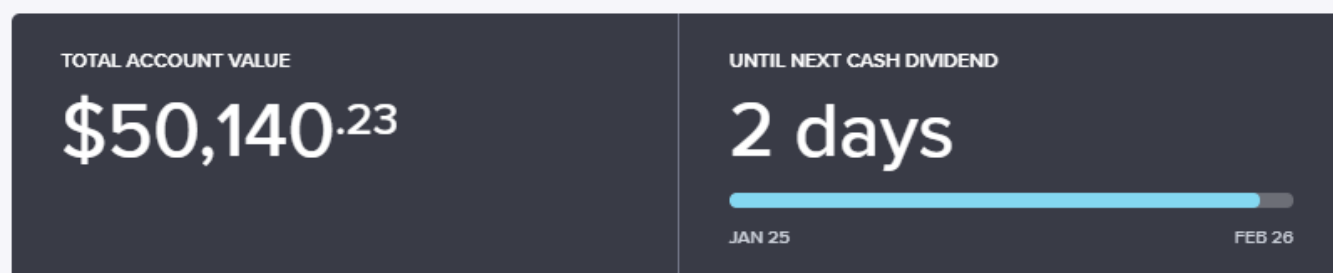 TOTAL ACCOUNT VALUE
$50,140.23
UNTIL NEXT CASH DIVIDEND
2 days
JAN 25
FEB 26